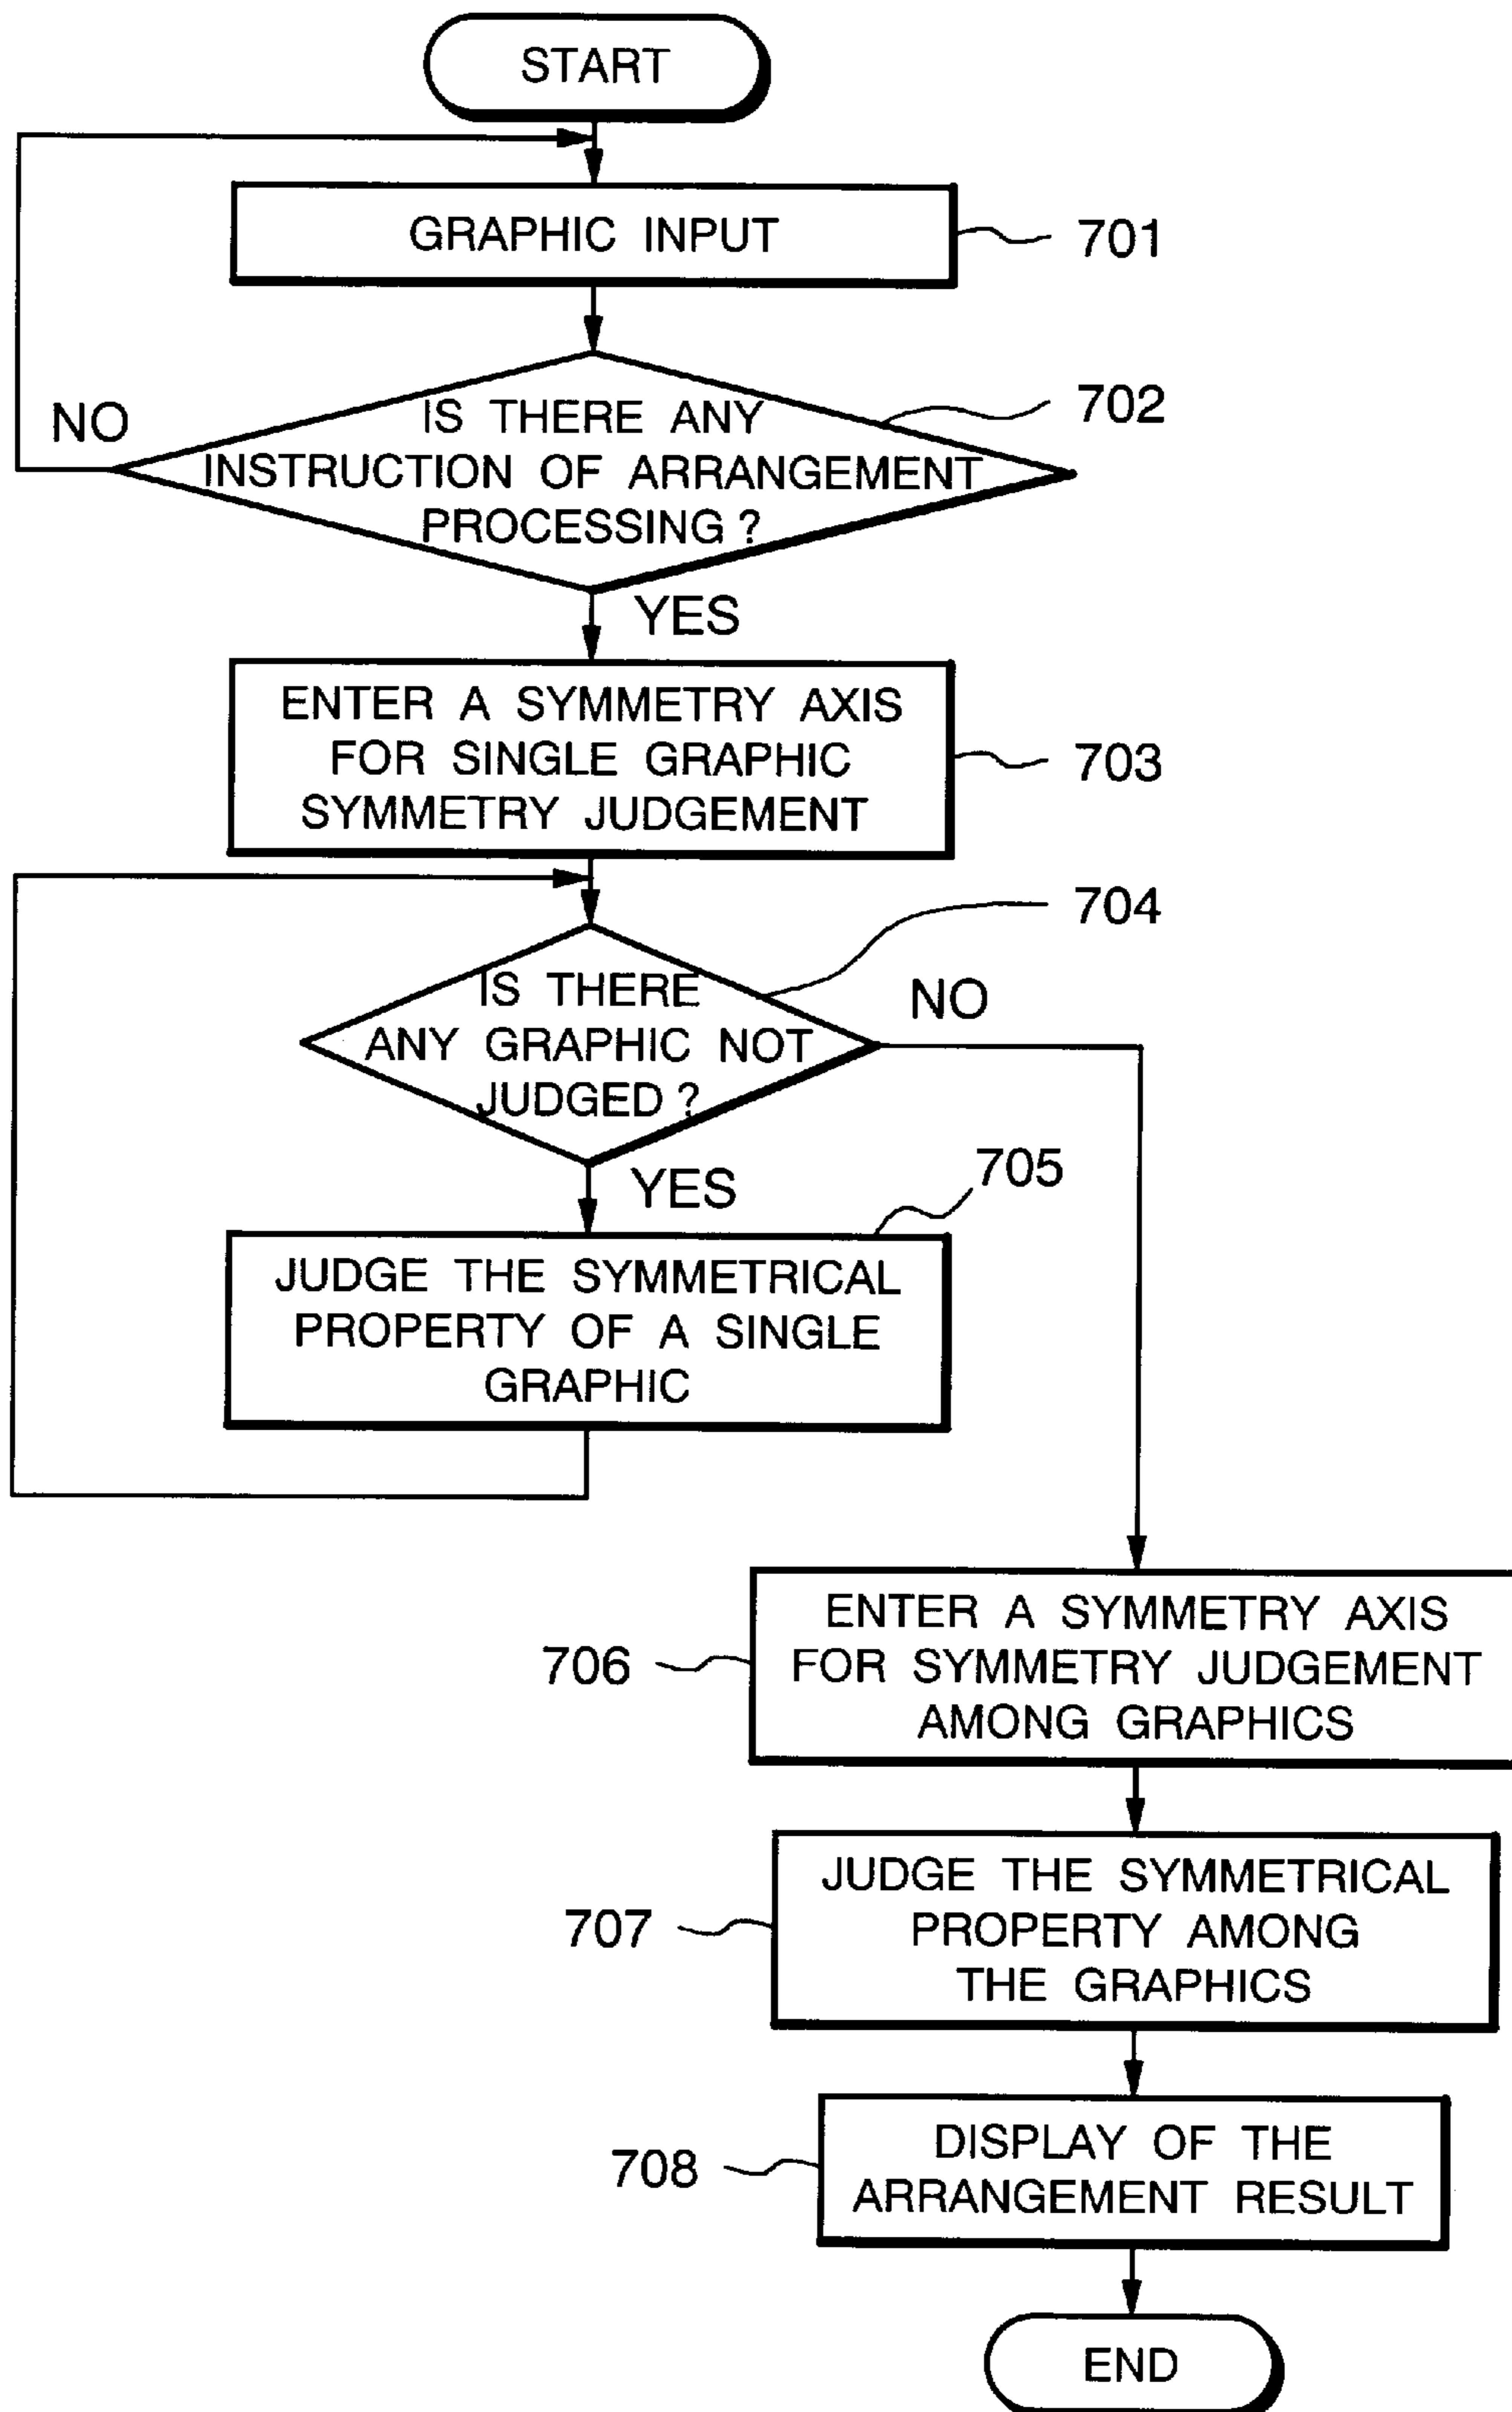 START
GRAPHIC INPUT
701
IS THERE ANY
INSTRUCTION OF ARRANGEMENT
PROCESSING ?
702
NO
YES
ENTER A SYMMETRY AXIS
FOR SINGLE GRAPHIC
SYMMETRY JUDGEMENT
703
704
IS THERE
ANY GRAPHIC NOT
JUDGED ?
NO
YES
705
JUDGE THE SYMMETRICAL
PROPERTY OF A SINGLE
GRAPHIC
ENTER A SYMMETRY AXIS
FOR SYMMETRY JUDGEMENT
AMONG GRAPHICS
706
JUDGE THE SYMMETRICAL
PROPERTY AMONG
THE GRAPHICS
707
DISPLAY OF THE
ARRANGEMENT RESULT
708
END